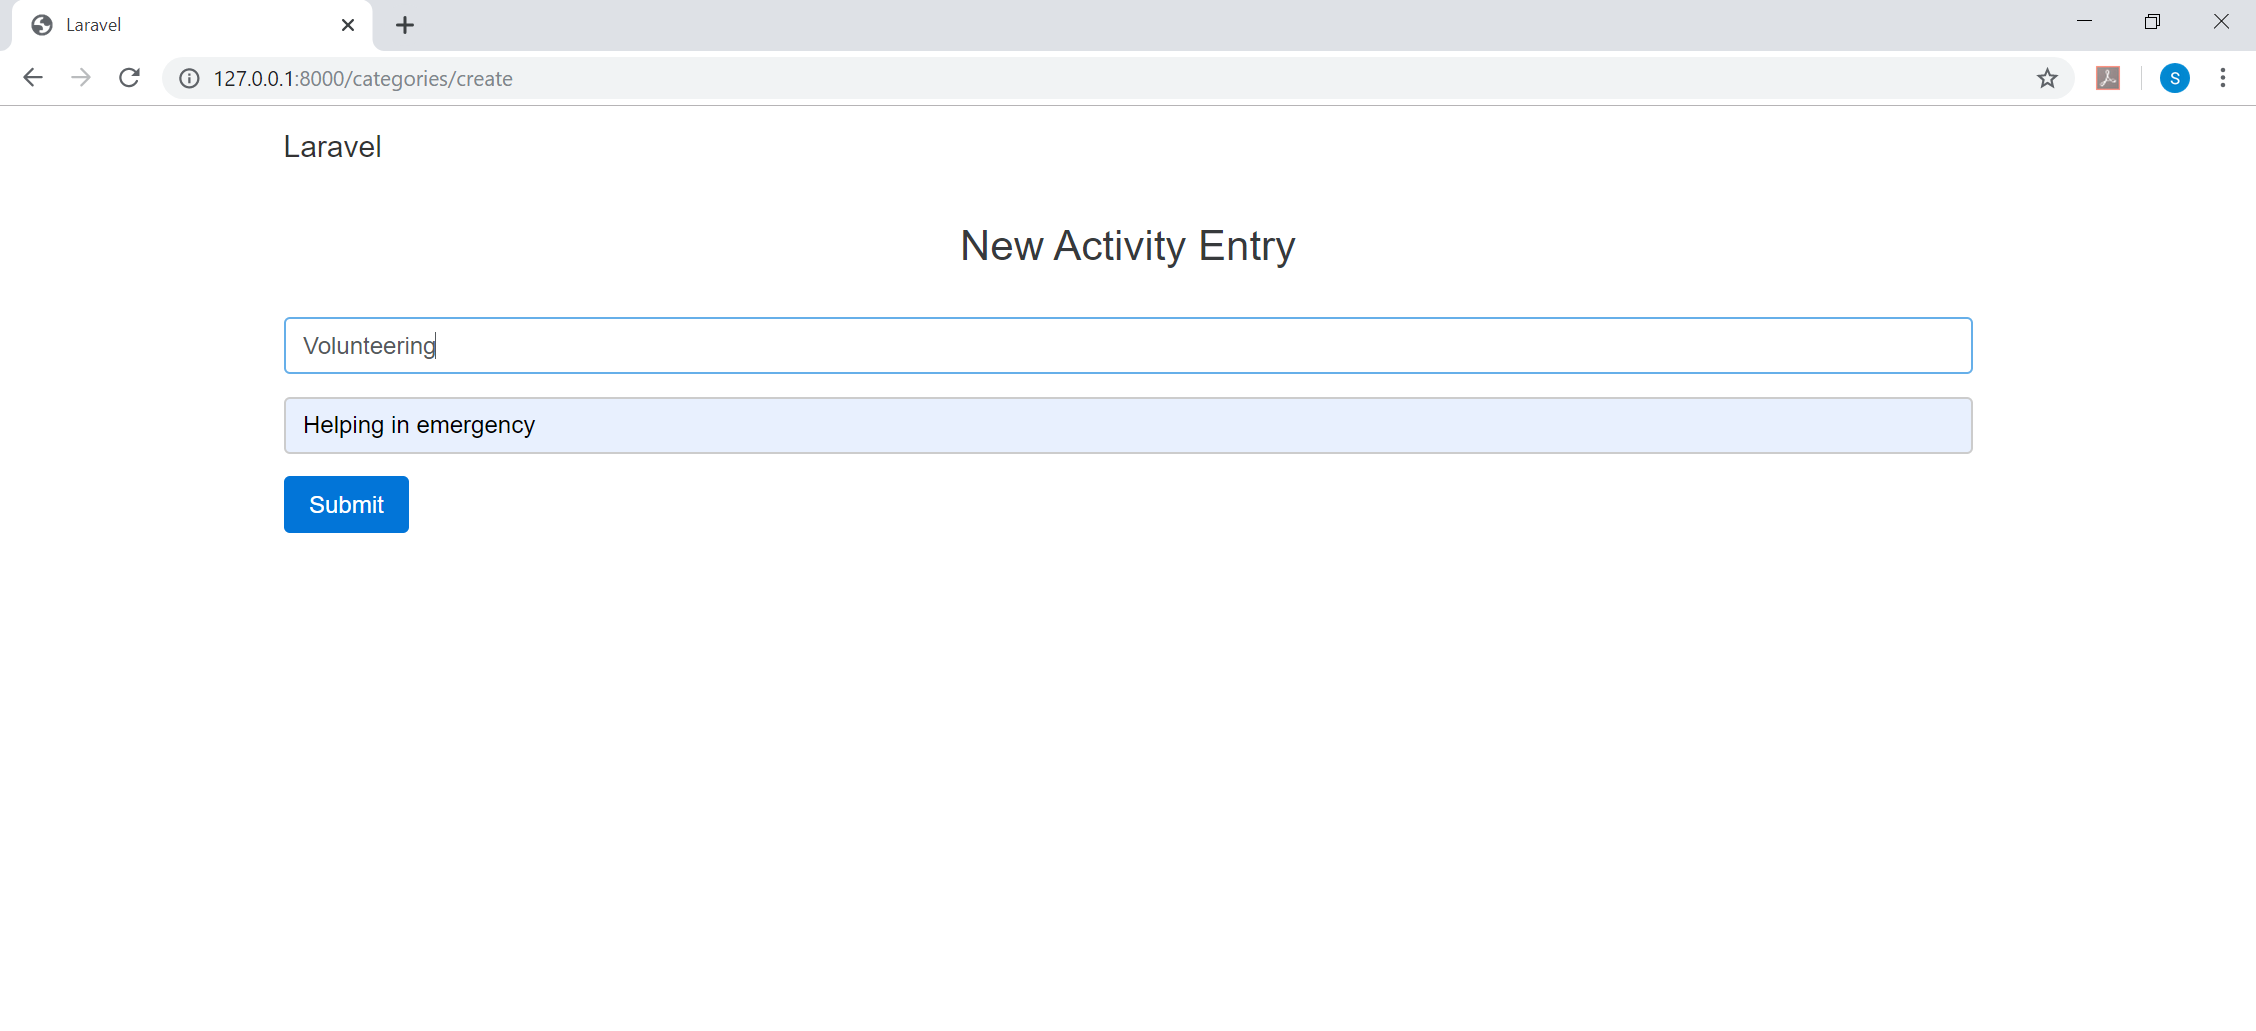 Laravel
127.0.0.1:8000/categories/create
S
Laravel
New Activity Entry
Volunteering
Helping in emergency
Submit